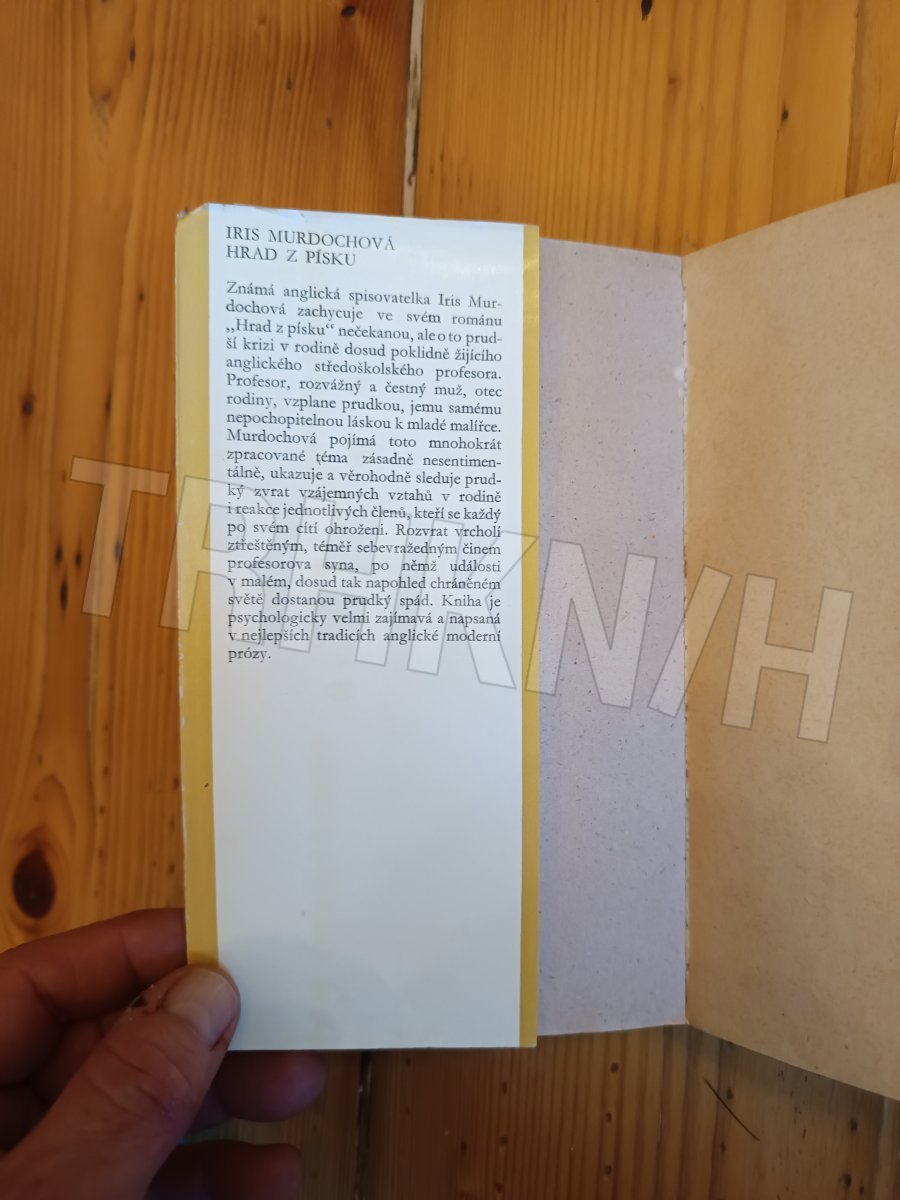 IRIS MURDOCHOVÁ
HRAD Z PÍSKU
Známá anglická spisovatelka Iris Mur-
dochová zachycuje ve svém románu
„Hrad z písku“ nečekanou, ale o to prud-
ší krizi v rodině dosud poklidně žijícího
anglického středoškolského profesora.
Profesor, rozvážný a čestný muž, otec
rodiny, vzplane prudkou, jemu samému
nepochopitelnou láskou k mladé malířce.
Murdochová pojímá toto mnohokrát
zpracované téma zásadně nesentimen-
tálně, ukazuje a věrohodně sleduje prud-
ký zvrat vzájemných vztahů v rodině
i reakce jednotlivých členů, kteří se každý
po svém cítí ohroženi. Rozvrat vrcholí
ztřeštěným, téměř sebevražedným činem
profesorova syna, po němž události
v malém, dosud tak napohled chráněném
světě dostanou prudký spád. Kniha je
psychologicky velmi zajímavá a napsaná
v nejlepších tradicích anglické moderní
prózy.
TRHKN/H